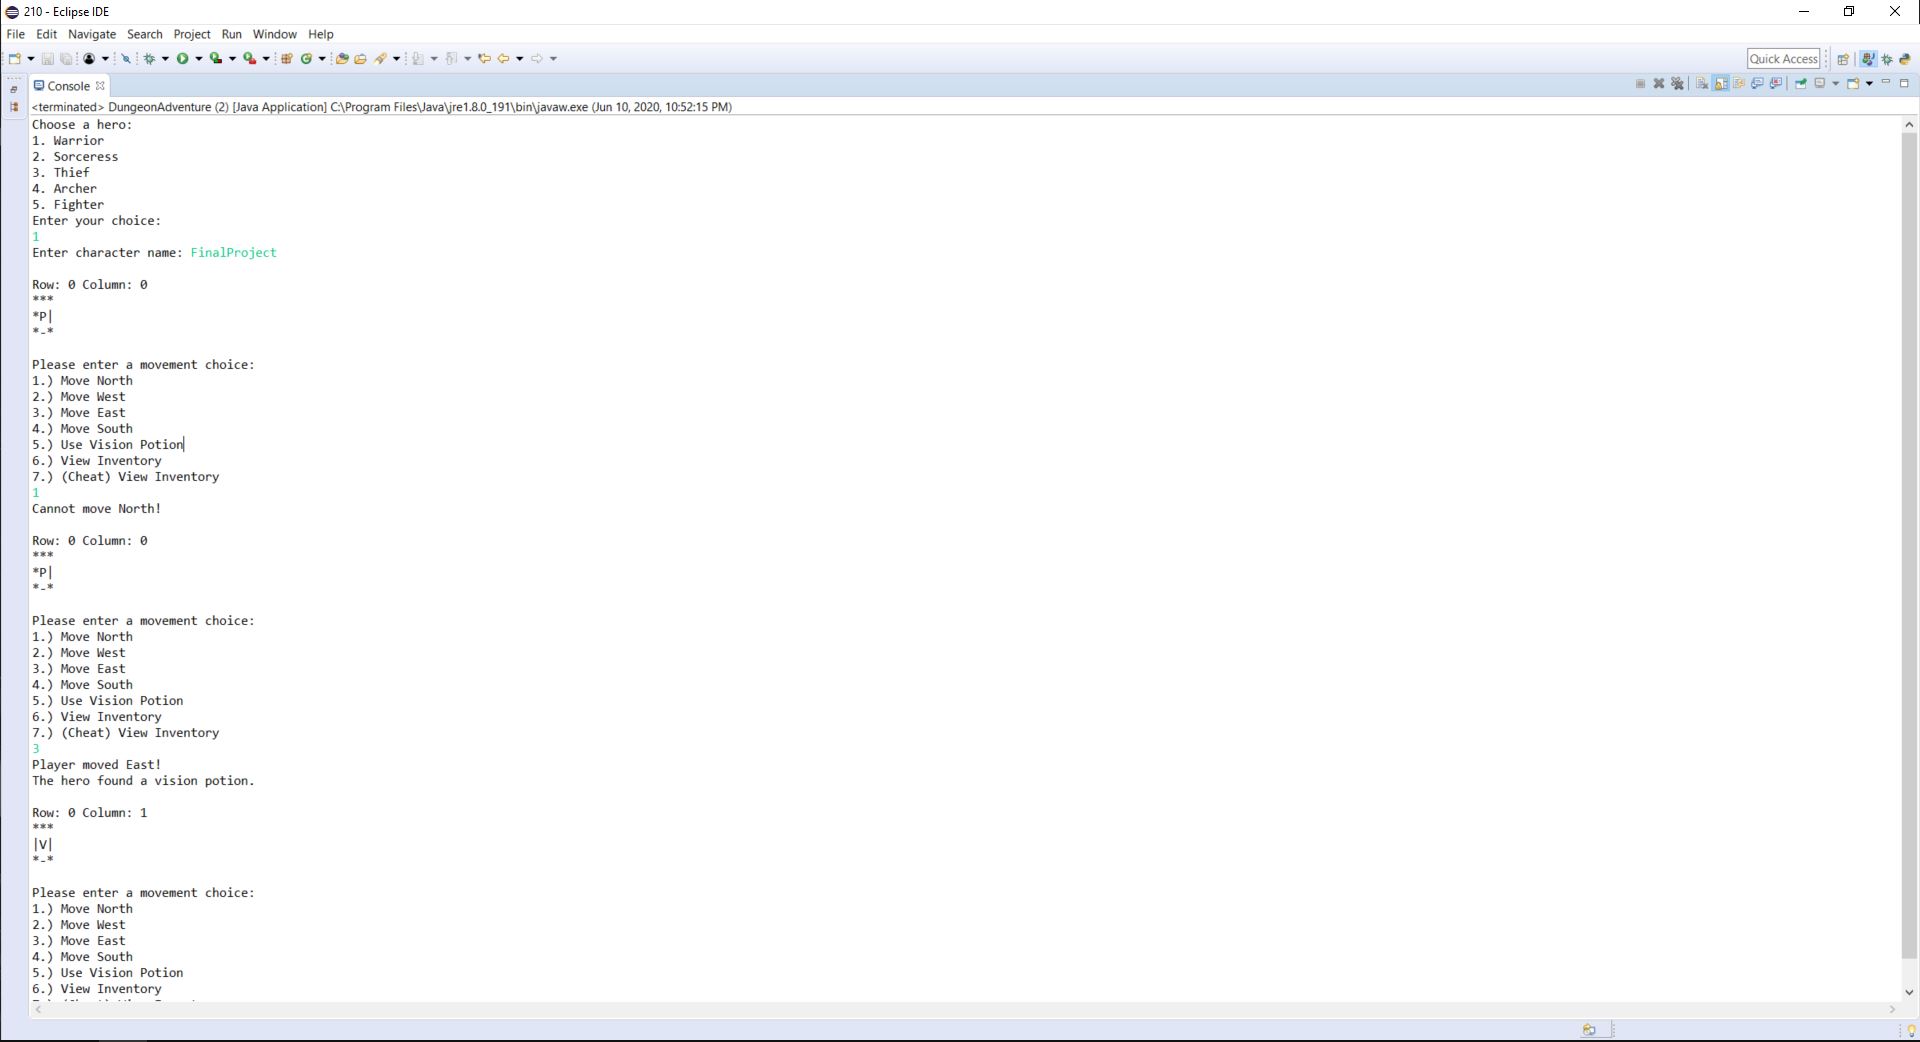 210 - Eclipse IDE
File Edit Navigate Search Project Run Window Help
Quick Access
Console
<terminated> DungeonAdventure (2) [Java Application] C:\Program Files\Java\jre1.8.0_191\bin\javaw.exe (Jun 10, 2020, 10:52:15 PM)
Choose a hero:
1. Warrior
2. Sorceress
3. Thief
4. Archer
5. Fighter
Enter your choice:
1
Enter character name: FinalProject
Row: 0 Column: 0
***
*P|
*-*
Please enter a movement choice:
1.) Move North
2.) Move West
3.) Move East
4.) Move South
5.) Use Vision Potion
6.) View Inventory
7.) (Cheat) View Inventory
1
Cannot move North!
Row: 0 Column: 0
***
*P|
*-*
Please enter a movement choice:
1.) Move North
2.) Move West
3.) Move East
4.) Move South
5.) Use Vision Potion
6.) View Inventory
7.) (Cheat) View Inventory
3
Player moved East!
The hero found a vision potion.
Row: 0 Column: 1
***
|V|
*-*
Please enter a movement choice:
1.) Move North
2.) Move West
3.) Move East
4.) Move South
5.) Use Vision Potion
6.) View Inventory